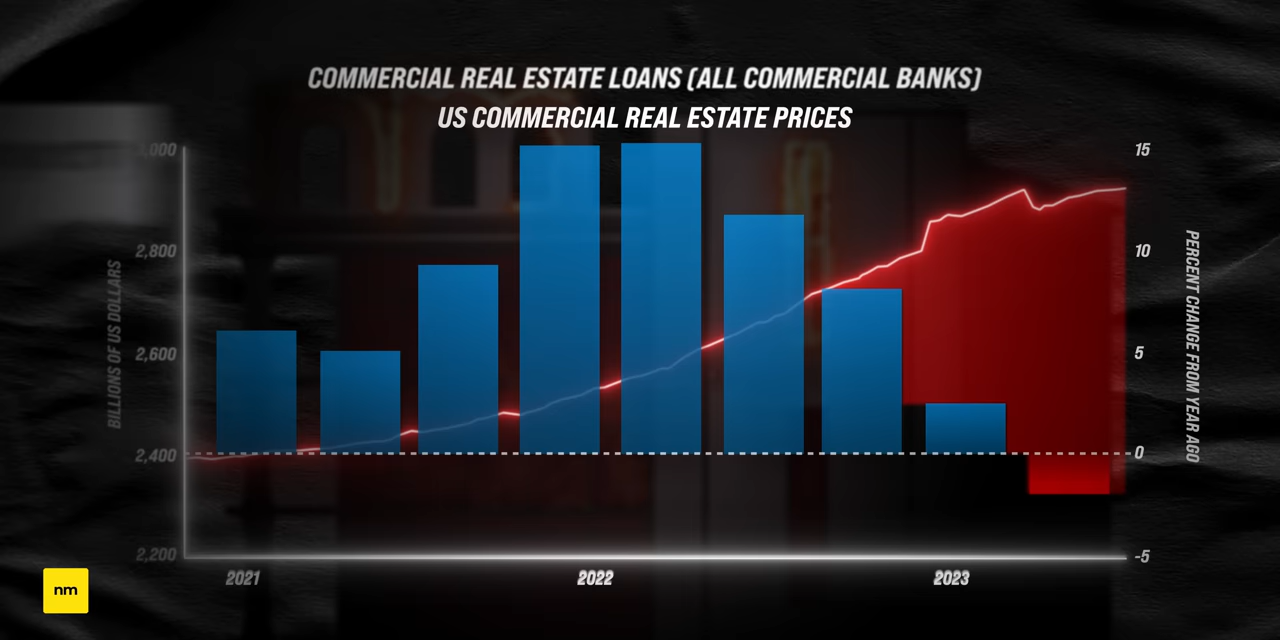 COMMERCIAL REAL ESTATE LOANS (ALL COMMERCIAL BANKS)
US COMMERCIAL REAL ESTATE PRICES
3,000
2,800
2,600
2,400
2,200
BILLIONS OF US DOLLARS
15
10
5
0
-5
PERCENT CHANGE FROM YEAR AGO
2021
2022
2023
nm